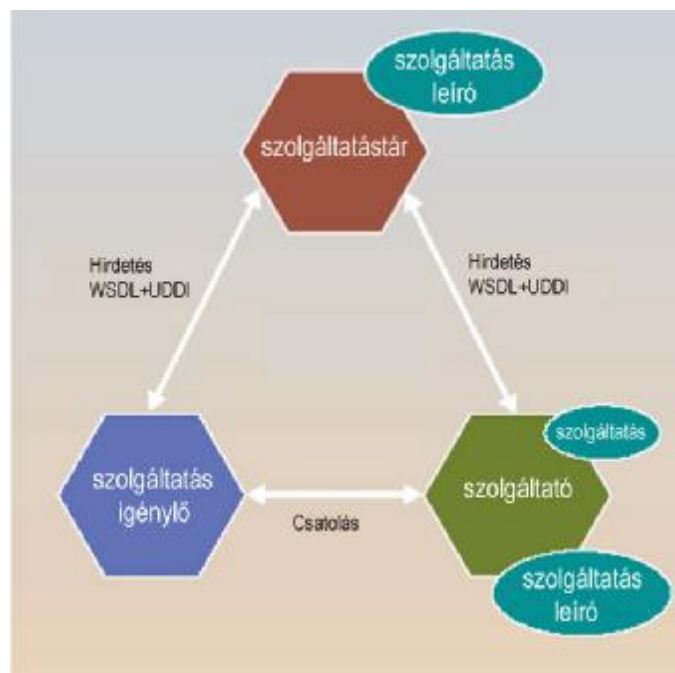 szolgáltatás
leíró
szolgáltatástár
Hirdetés
WSDL+UDDI
Hirdetés
WSDL+UDDI
szolgáltatás
szolgáltatás
igénylő
szolgáltató
Csatolás
szolgáltatás
leíró